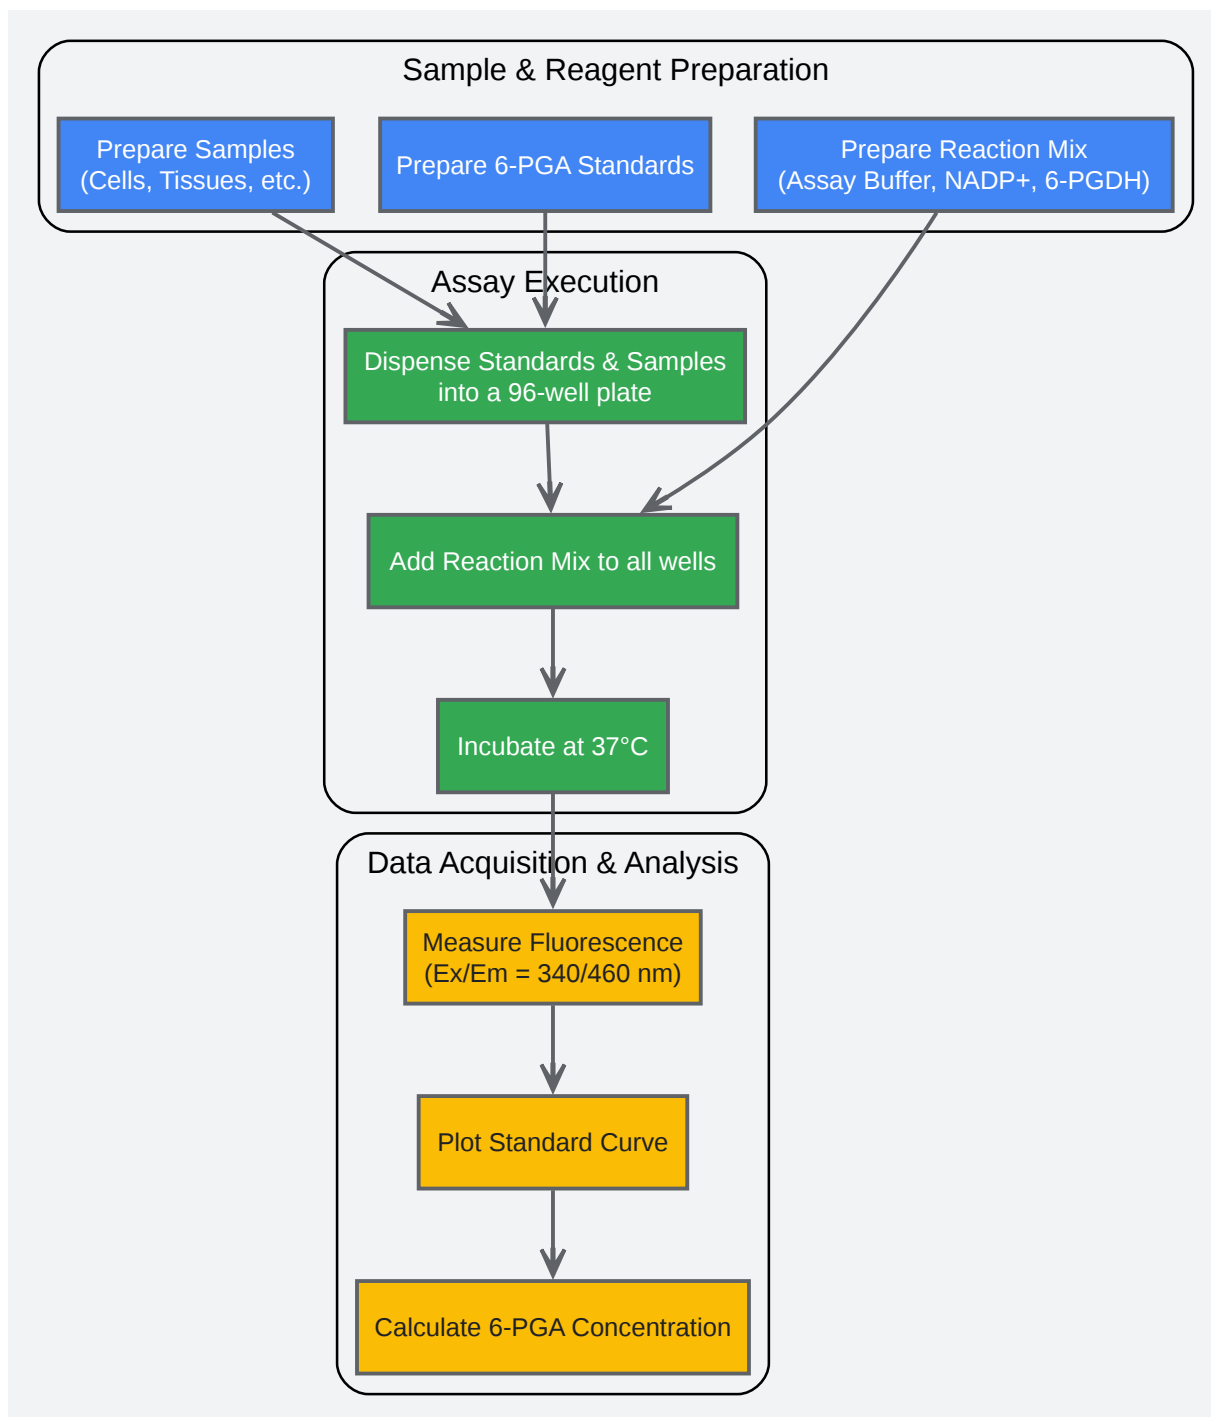 Sample & Reagent Preparation
Prepare Samples
(Cells, Tissues, etc.)
Prepare 6-PGA Standards
Prepare Reaction Mix
(Assay Buffer, NADP+, 6-PGDH)
Assay Execution
Dispense Standards & Samples
into a 96-well plate
Add Reaction Mix to all wells
Incubate at 37°C
Data Acquisition & Analysis
Measure Fluorescence
(Ex/Em = 340/460 nm)
Plot Standard Curve
Calculate 6-PGA Concentration